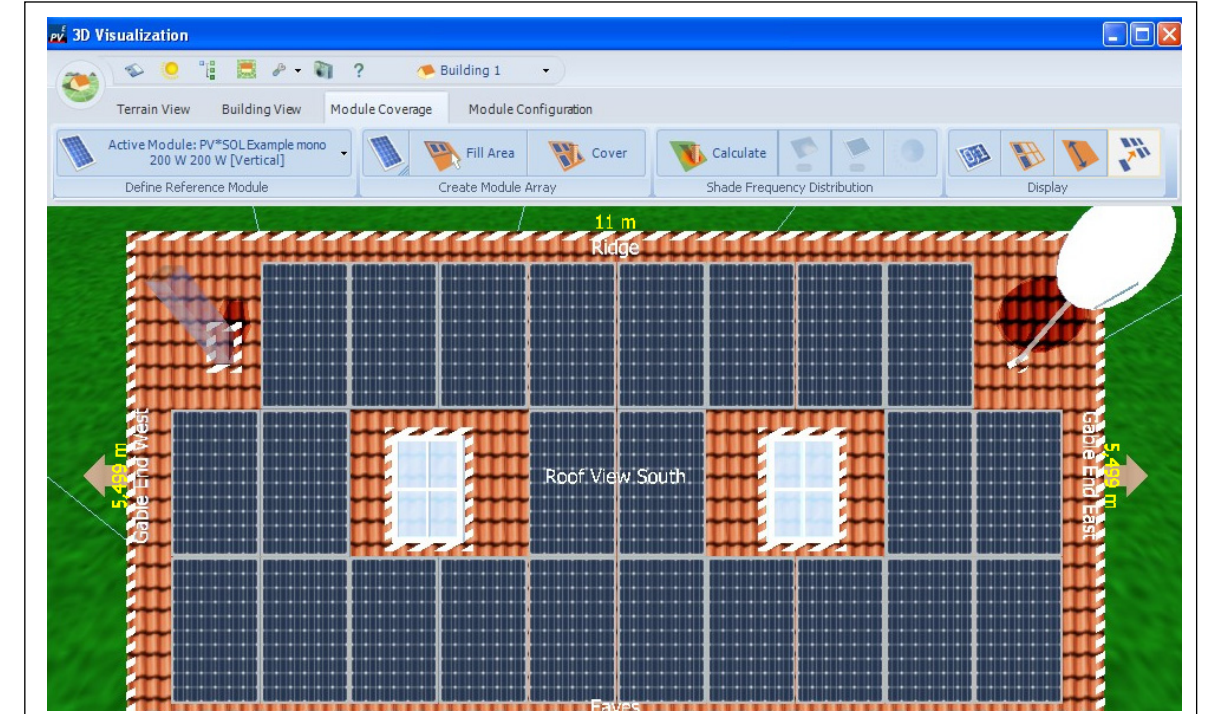 PV 3D Visualization
? Building 1
Terrain View Building View Module Coverage Module Configuration
Active Module: PV*SOL Example mono
200 W 200 W [Vertical]
Fill Area Cover Calculate
Define Reference Module Create Module Array Shade Frequency Distribution Display
11 m
Ridge
Gable End West
5,499 m
Roof View South
Gable End East
5,499 m
Eaves